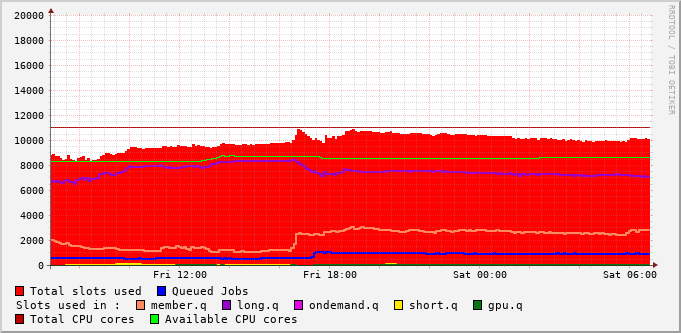 RRDTOOL / TOBI OETIKER
20000
18000
16000
14000
12000
10000
8000
6000
4000
2000
0
Fri 12:00 Fri 18:00 Sat 00:00 Sat 06:00
Total slots used Queued Jobs
Slots used in : member.q long.q ondemand.q short.q gpu.q
Total CPU cores Available CPU cores